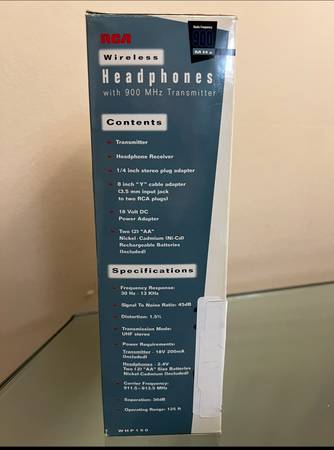 RCA
Radio Frequency
900
MHz
Wireless
Headphones
with 900 MHz Transmitter
Contents
Transmitter
Headphone Receiver
1/4 inch stereo plug adapter
8 inch "Y" cable adapter
(3.5 mm input jack
to two RCA plugs)
18 Volt DC
Power Adapter
Two (2) "AA"
Nickel-Cadmium (Ni-Cd)
Rechargeable Batteries
(Included)
Specifications
Frequency Response:
30 Hz - 13 KHz
Signal To Noise Ratio: 45dB
Distortion: 1.5%
Transmission Mode:
UHF stereo
Power Requirements:
Transmitter - 18V 200mA
(Included)
Headphones - 2.4V
Two (2) "AA" Size Batteries
Nickel Cadmium (Included)
Carrier Frequency:
911.5 - 913.5 MHz
Separation: 30dB
Operating Range: 125 ft
WHP150